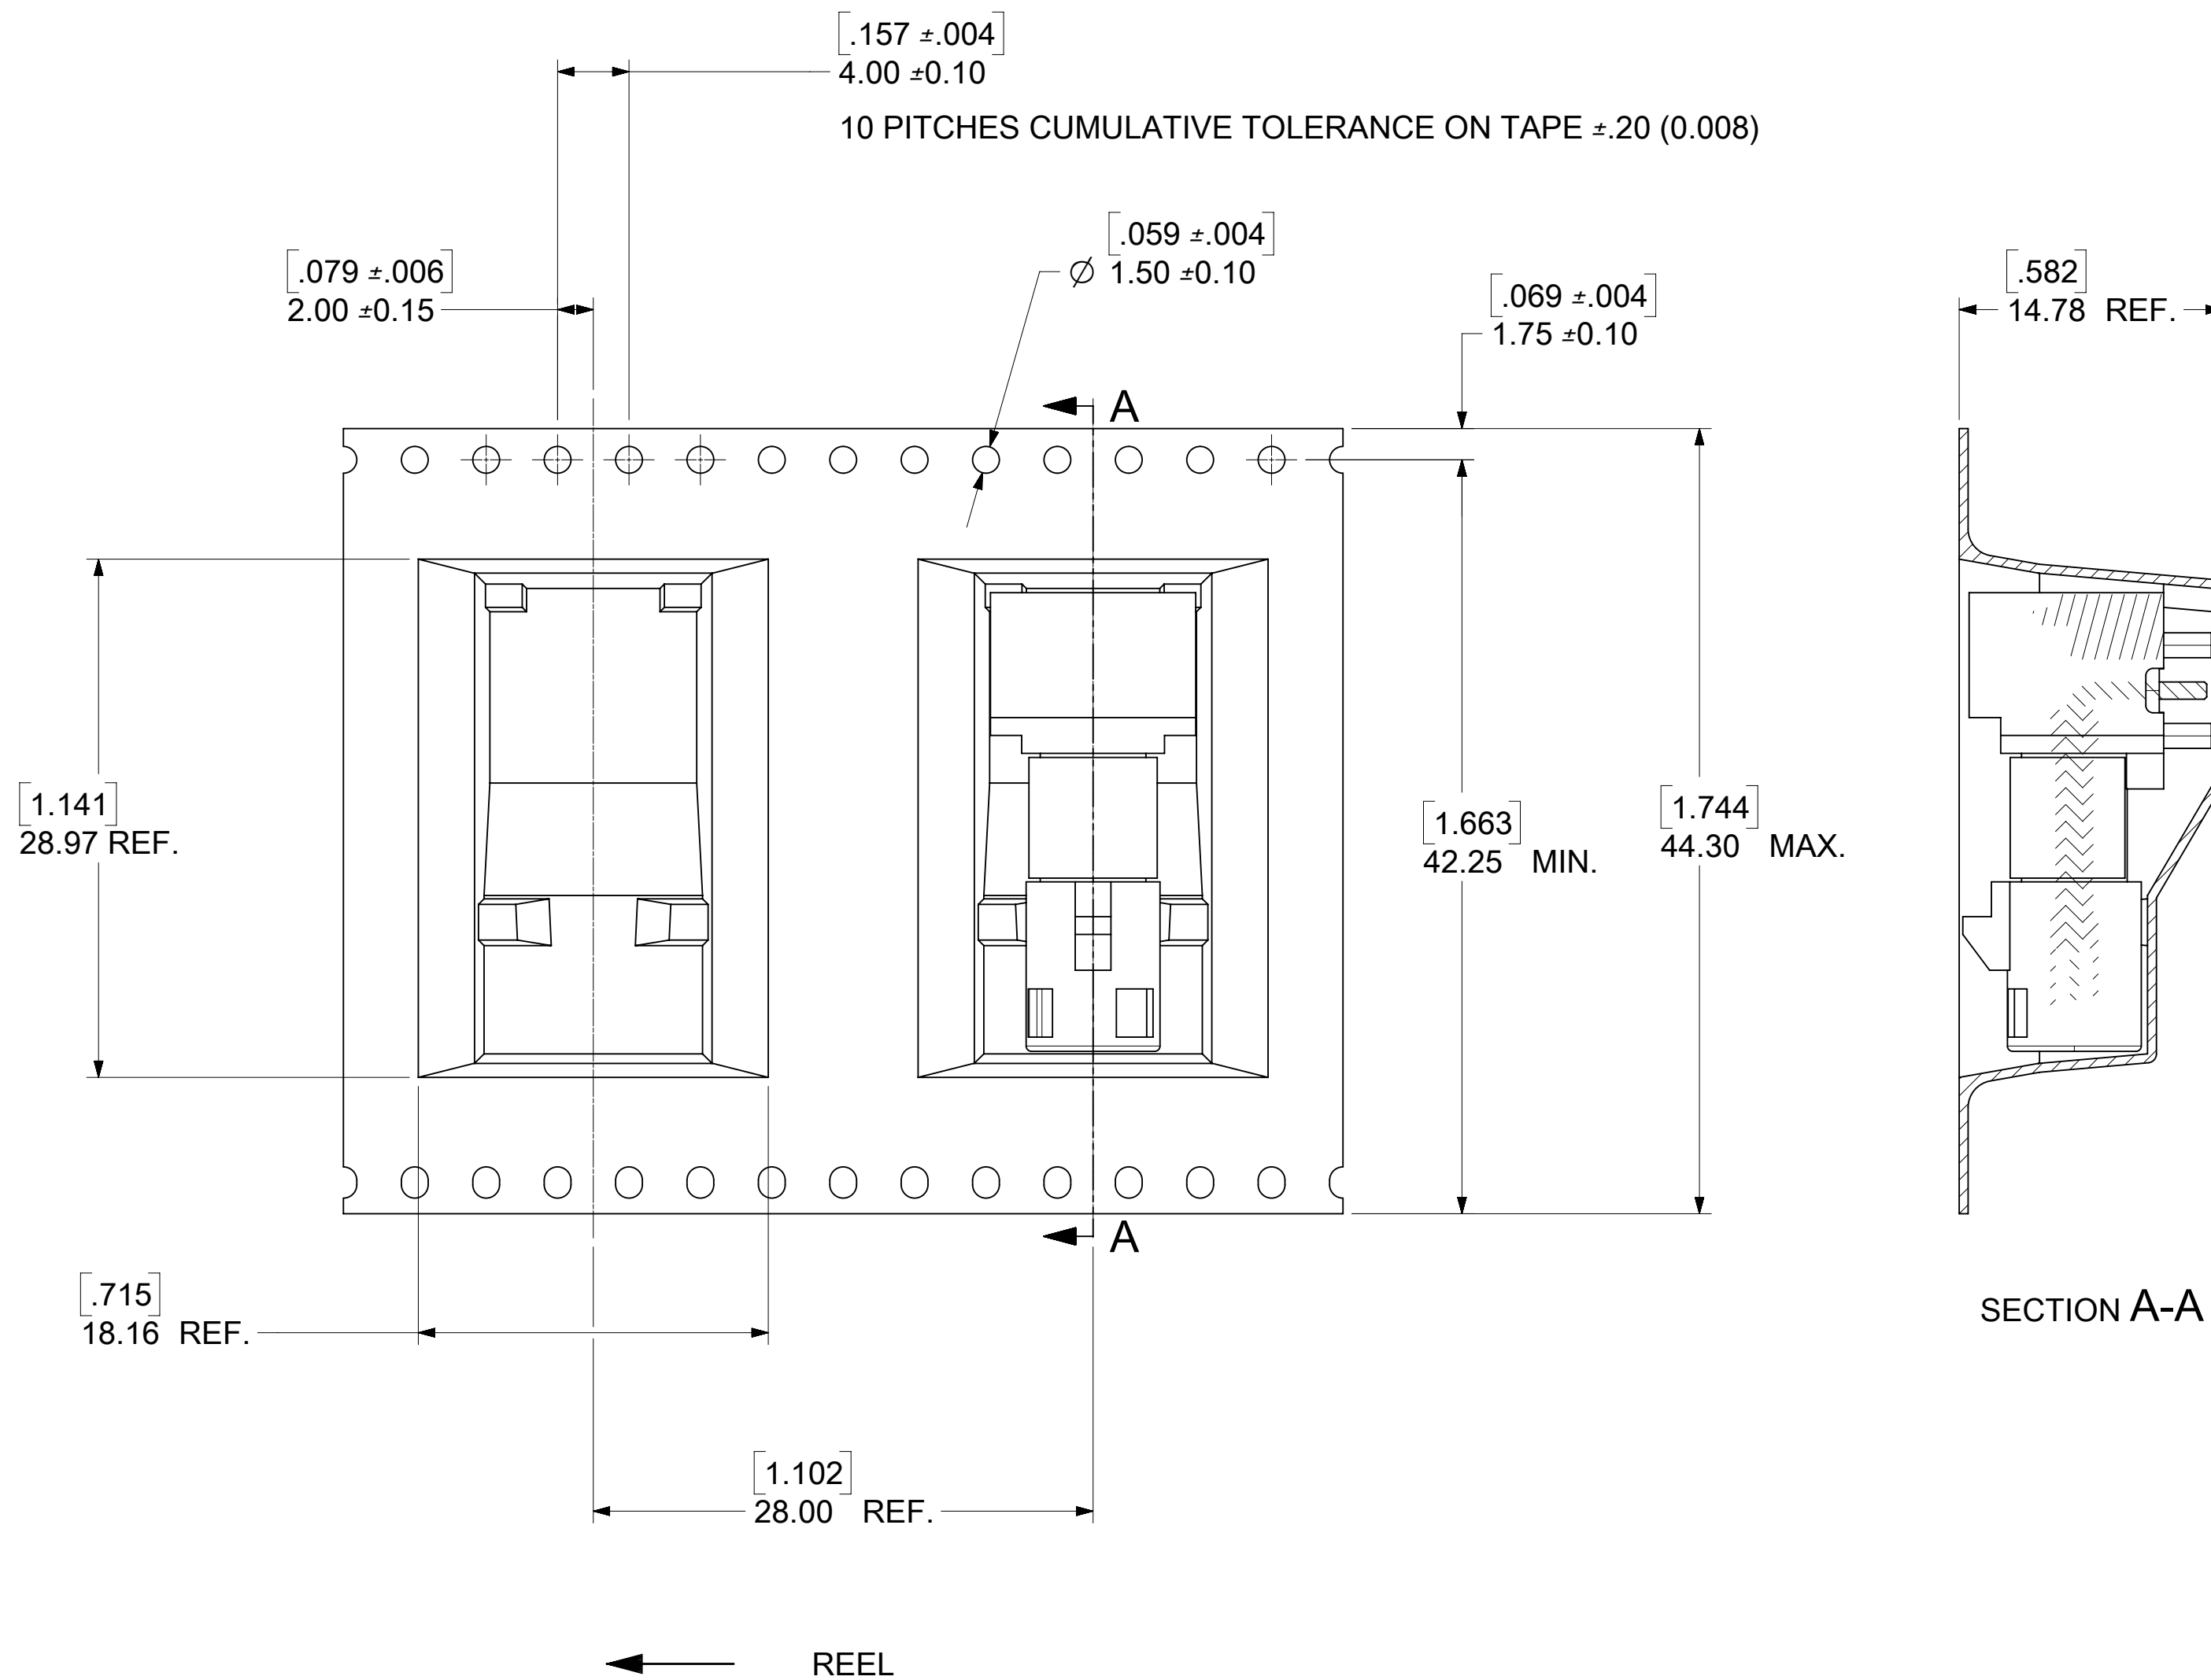 .157 ±.004
4.00 ±0.10
10 PITCHES CUMULATIVE TOLERANCE ON TAPE ±.20 (0.008)
.059 ±.004
∅ 1.50 ±0.10
.079 ±.006
2.00 ±0.15
.069 ±.004
1.75 ±0.10
.582
14.78 REF.
A
1.141
28.97 REF.
1.663
42.25 MIN.
1.744
44.30 MAX.
A
.715
18.16 REF.
SECTION A-A
1.102
28.00 REF.
REEL